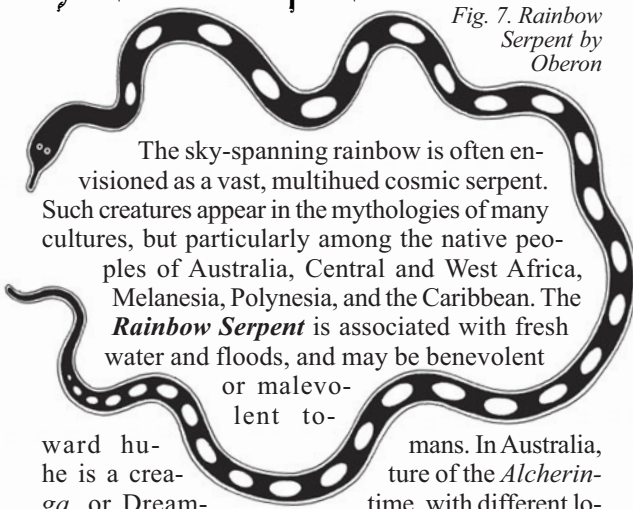 Fig. 7. Rainbow
Serpent by
Oberon
The sky-spanning rainbow is often en-
visioned as a vast, multihued cosmic serpent.
Such creatures appear in the mythologies of many
cultures, but particularly among the native peo-
ples of Australia, Central and West Africa,
Melanesia, Polynesia, and the Caribbean. The
Rainbow Serpent is associated with fresh
water and floods, and may be benevolent
or malevo-
lent to-
ward hu- mans. In Australia,
he is a crea- ture of the Alcherin-
ga, or Dream- time, with different lo-